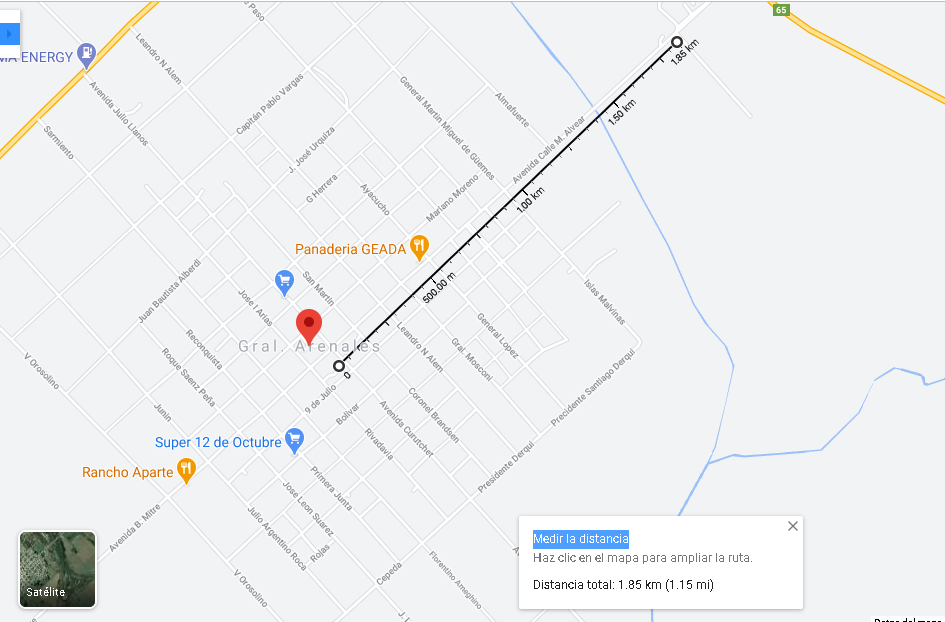 65
MA ENERGY
Leandro N Alem
Avenida Julio Llanos
Sarmiento
Capitán Pablo Vargas
J. José Urquiza
G Herrera
Ayacucho
General Martin Miguel de Güemes
Almafuerte
Mariano Moreno
Avenida Calle M. Alvear
1.85 km
1.50 km
1.00 km
500.00 m
0
Panaderia GEADA
Juan Bautista Alberdi
Jose I Arias
San Martin
Gral. Arenales
Reconquista
Roque Saenz Peña
V Orosolino
Junin
9 de Julio
Bolivar
Rivadavia
Avenida Curutchet
Coronel Brandsen
Leandro N Alem
Gral. Mosconi
General Lopez
Islas Malvinas
Precidente Santiago Derqui
Presidente Derqui
Super 12 de Octubre
Rancho Aparte
Avenida B. Mitre
Primera Junta
Jose Leon Suarez
Julio Argentino Roca
Rojas
V Orosolino
Cepeda
Florentino Ameghino
Satélite
Medir la distancia
Haz clic en el mapa para ampliar la ruta.
Distancia total: 1.85 km (1.15 mi)